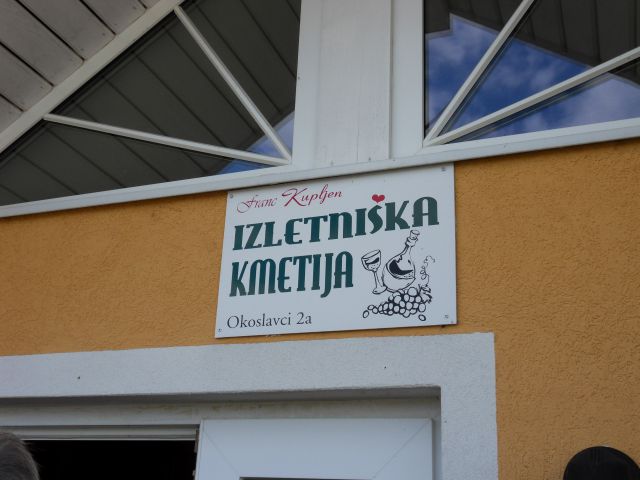 Franc Kupljen
IZLETNIŠKA
KMETIJA
Okoslavci 2a